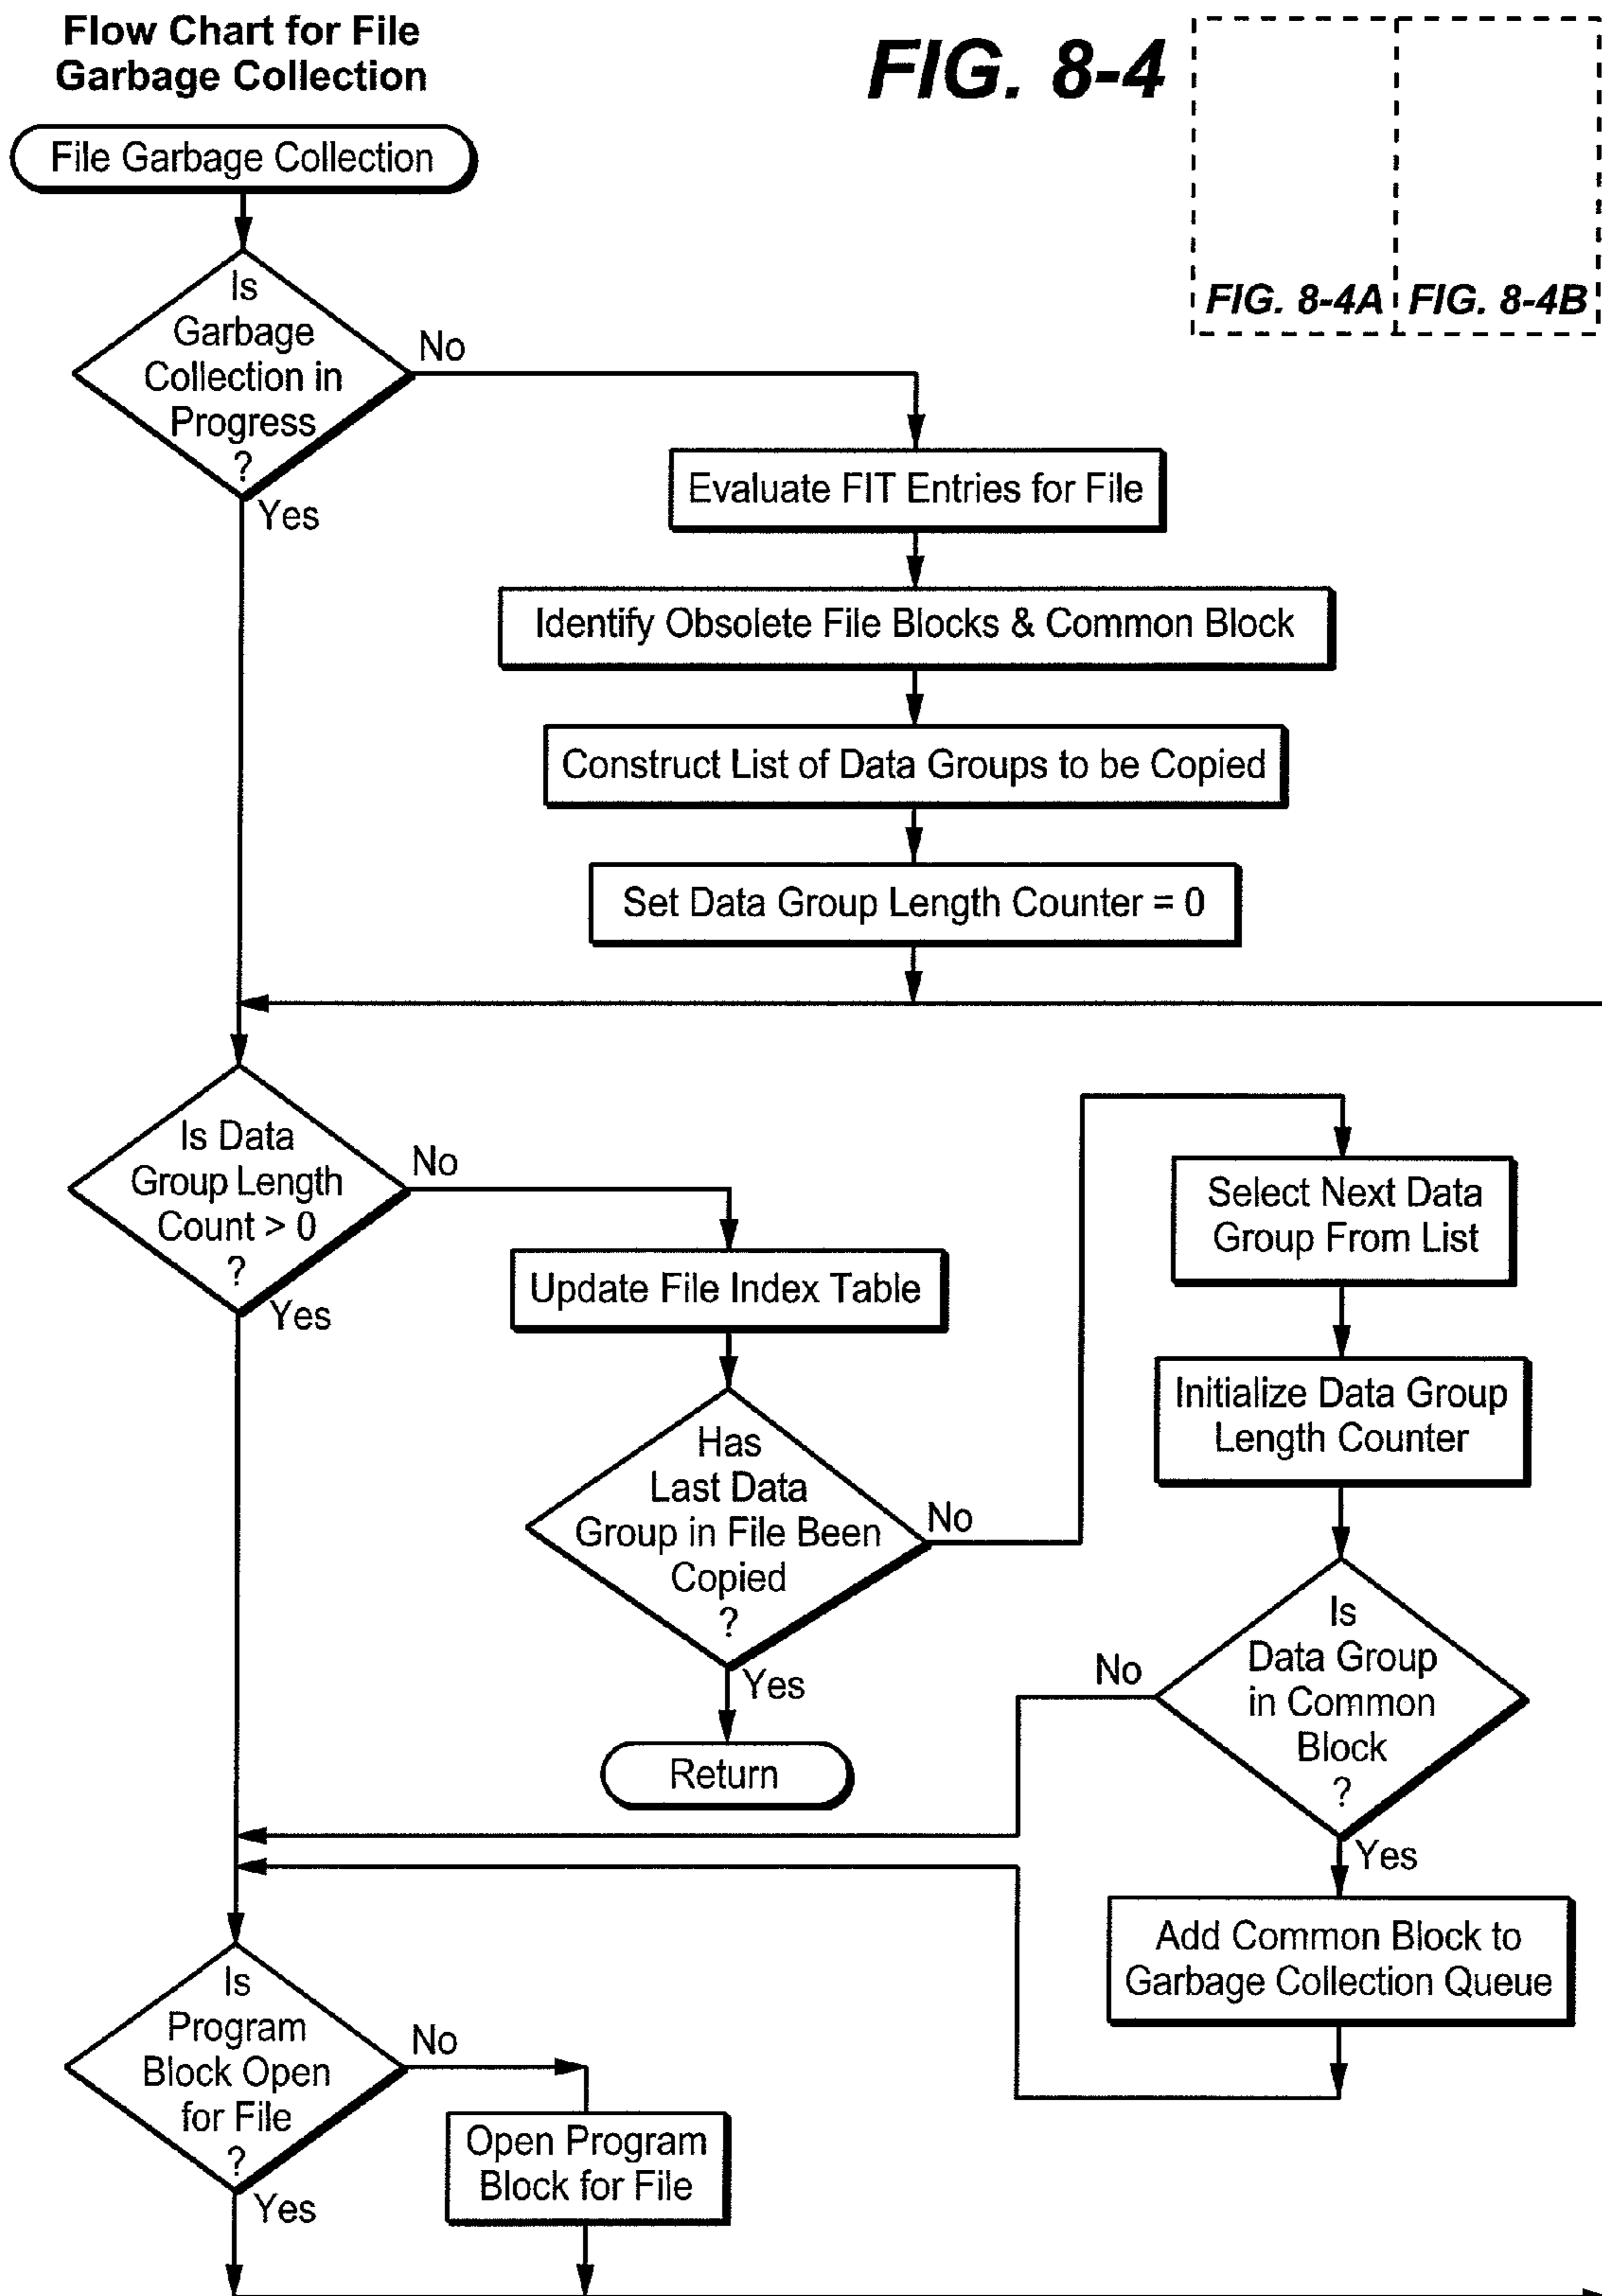 Flow Chart for File
Garbage Collection
FIG. 8-4
FIG. 8-4A
FIG. 8-4B
File Garbage Collection
Is
Garbage
Collection in
Progress
?
No
Yes
Evaluate FIT Entries for File
Identify Obsolete File Blocks & Common Block
Construct List of Data Groups to be Copied
Set Data Group Length Counter = 0
Is Data
Group Length
Count > 0
?
No
Yes
Update File Index Table
Has
Last Data
Group in File Been
Copied
?
No
Yes
Return
Select Next Data
Group From List
Initialize Data Group
Length Counter
Is
Data Group
in Common
Block
?
No
Yes
Add Common Block to
Garbage Collection Queue
Is
Program
Block Open
for File
?
No
Yes
Open Program
Block for File